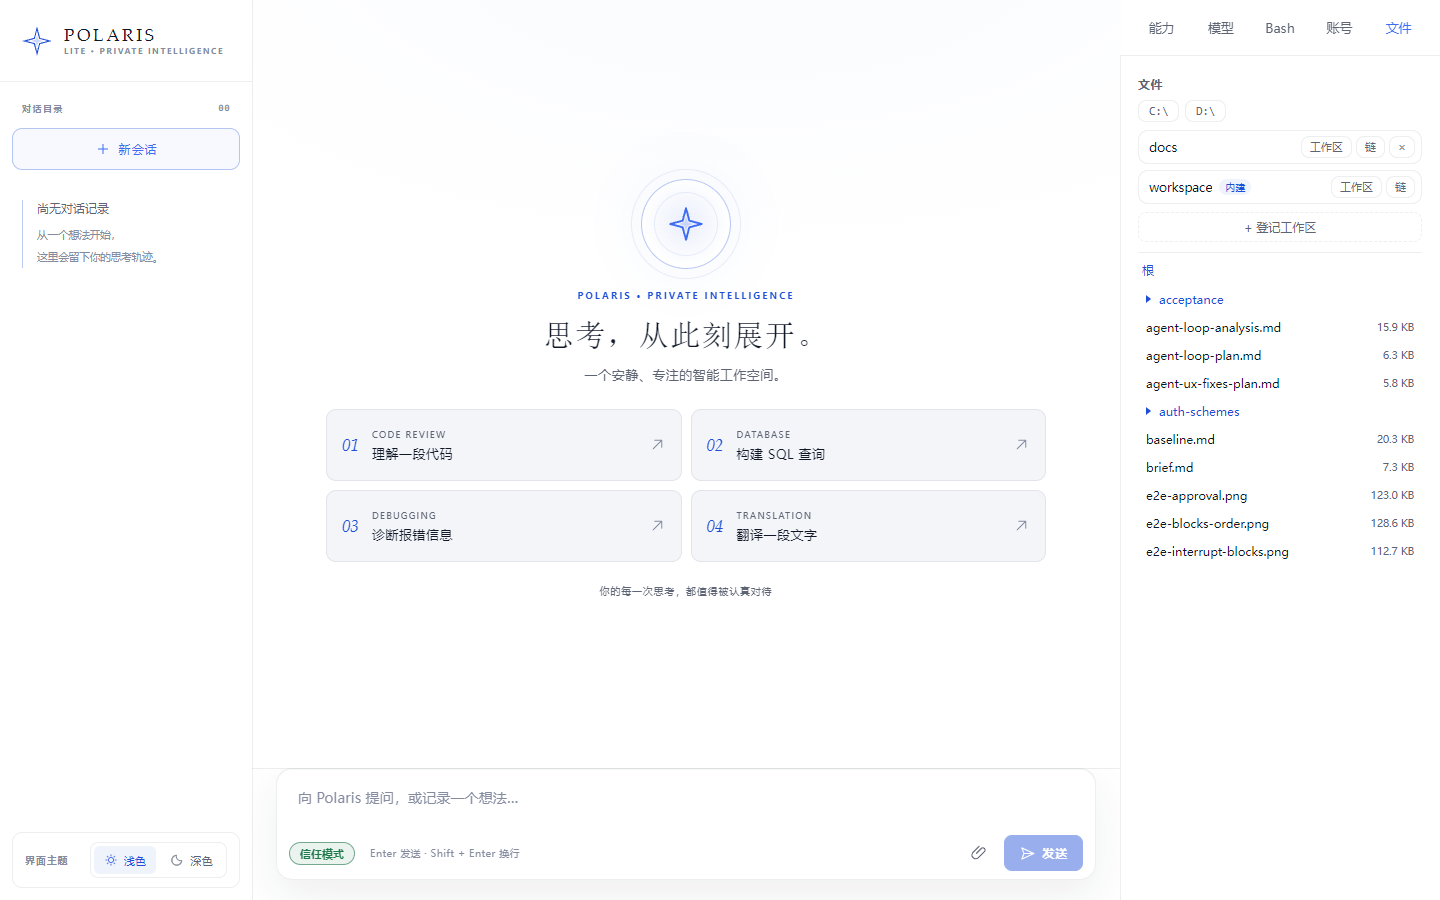 POLARIS
LITE • PRIVATE INTELLIGENCE
对话目录 00
+ 新会话
尚无对话记录
从一个想法开始，
这里会留下你的思考轨迹。
界面主题 浅色 深色
POLARIS • PRIVATE INTELLIGENCE
思考，从此刻展开。
一个安静、专注的智能工作空间。
01 CODE REVIEW
理解一段代码
02 DATABASE
构建 SQL 查询
03 DEBUGGING
诊断报错信息
04 TRANSLATION
翻译一段文字
你的每一次思考，都值得被认真对待
向 Polaris 提问，或记录一个想法...
信任模式 Enter 发送 · Shift + Enter 换行 发送
能力 模型 Bash 账号 文件
文件
C:\ D:\
docs 工作区 链 ×
workspace 内建 工作区 链
+ 登记工作区
根
acceptance
agent-loop-analysis.md 15.9 KB
agent-loop-plan.md 6.3 KB
agent-ux-fixes-plan.md 5.8 KB
auth-schemes
baseline.md 20.3 KB
brief.md 7.3 KB
e2e-approval.png 123.0 KB
e2e-blocks-order.png 128.6 KB
e2e-interrupt-blocks.png 112.7 KB